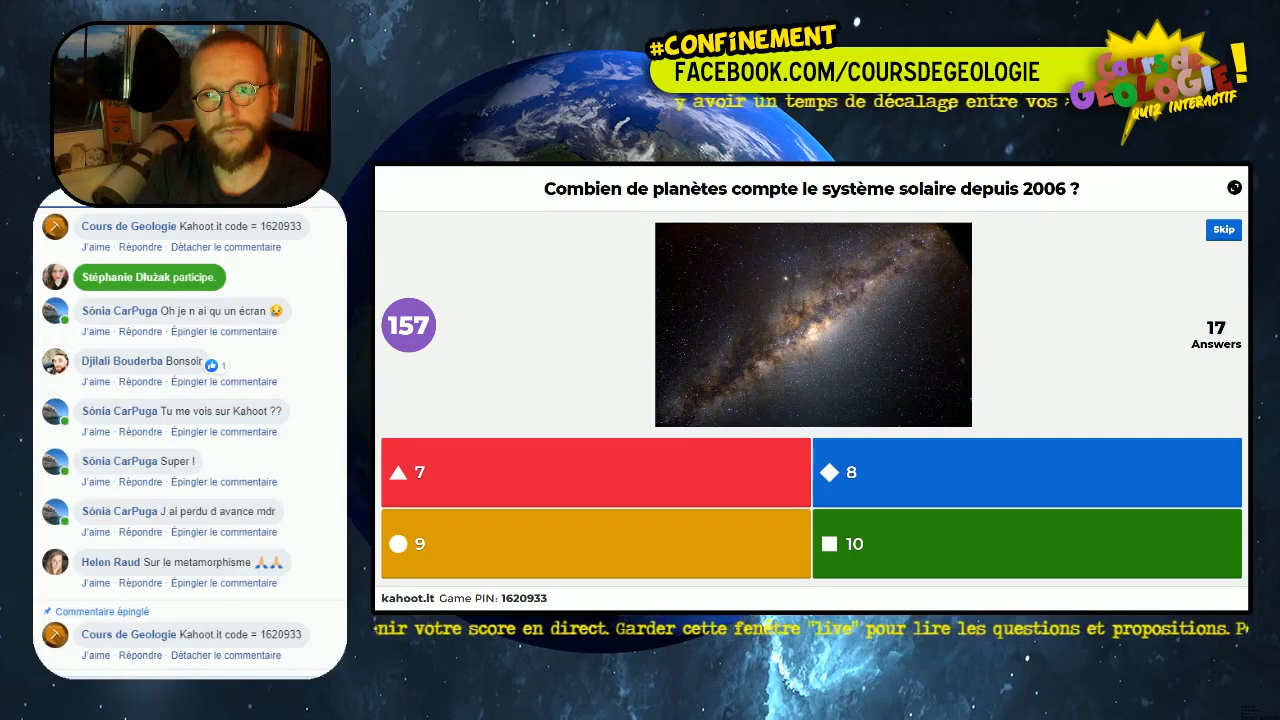 #CONFiNEMENT
FACEBOOK.COM/COURSDEGEOLOGIE
Cours de
GEOLOGIE!
QUIZ INTERACTIF
y avoir un temps de décalage entre vos
Cours de Geologie Kahoot.it code = 1620933
J'aime · Répondre · Détacher le commentaire
Stéphanie Dłużak participe.
Sónia CarPuga Oh je n ai qu un écran 😥
J'aime · Répondre · Épingler le commentaire
Djilali Bouderba Bonsoir
1
J'aime · Répondre · Épingler le commentaire
Sónia CarPuga Tu me vois sur Kahoot ??
J'aime · Répondre · Épingler le commentaire
Sónia CarPuga Super !
J'aime · Répondre · Épingler le commentaire
Sónia CarPuga J ai perdu d avance mdr
J'aime · Répondre · Épingler le commentaire
Helen Raud Sur le metamorphisme 🙏🙏
J'aime · Répondre · Épingler le commentaire
Commentaire épinglé
Cours de Geologie Kahoot.it code = 1620933
J'aime · Répondre · Détacher le commentaire
Combien de planètes compte le système solaire depuis 2006 ?
Skip
157
17
Answers
7
8
9
10
kahoot.it Game PIN: 1620933
nir votre score en direct. Garder cette fenêtre "live" pour lire les questions et propositions.